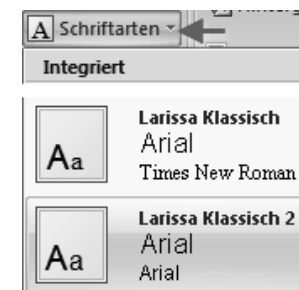 A Schriftarten
Integriert
Aa
Larissa Klassisch
Arial
Times New Roman
Aa
Larissa Klassisch 2
Arial
Arial